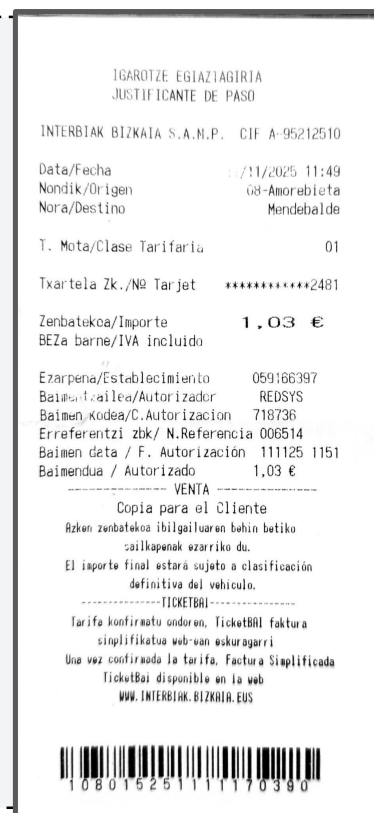 IGAROTZE EGIAZTAGIRIA
JUSTIFICANTE DE PASO
INTERBIAK BIZKAIA S.A.M.P. CIF A-95212510
Data/Fecha /11/2025 11:49
Nondik/Origen 08-Amorebieta
Nora/Destino Mendebalde
T. Mota/Clase Tarifaria 01
Txartela Zk./Nº Tarjet ************2481
Zenbatekoa/Importe 1,03 €
BEZa barne/IVA incluido
Ezarpena/Establecimiento 059166397
Baimentzailea/Autorizador REDSYS
Baimen Kodea/C.Autorizacion 718736
Erreferentzi zbk/ N.Referencia 006514
Baimen data / F. Autorización 111125 1151
Baimendua / Autorizado 1,03 €
--------------- VENTA ---------------
Copia para el Cliente
Azken zenbatekoa ibilgailuaren behin betiko
sailkapenak ezarriko du.
El importe final estará sujeto a clasificación
definitiva del vehiculo.
--------------TICKETBAI---------------
Tarifa konfirmatu ondoren, TicketBAI faktura
sinplifikatua web-ean eskuragarri
Una vez confirmada la tarifa, Factura Simplificada
TicketBai disponible en la web
WWW.INTERBIAK.BIZKAIA.EUS
10801525111117 0390